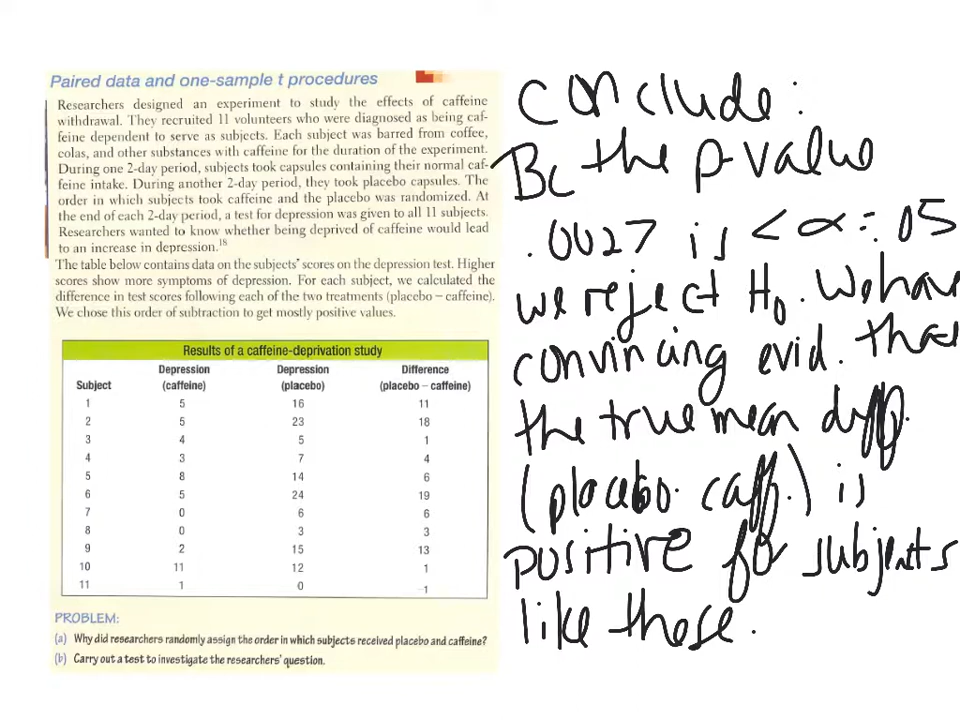 Paired data and one-sample t procedures
Researchers designed an experiment to study the effects of caffeine
withdrawal. They recruited 11 volunteers who were diagnosed as being caf-
feine dependent to serve as subjects. Each subject was barred from coffee,
colas, and other substances with caffeine for the duration of the experiment.
During one 2-day period, subjects took capsules containing their normal caf-
feine intake. During another 2-day period, they took placebo capsules. The
order in which subjects took caffeine and the placebo was randomized. At
the end of each 2-day period, a test for depression was given to all 11 subjects.
Researchers wanted to know whether being deprived of caffeine would lead
to an increase in depression.18
The table below contains data on the subjects' scores on the depression test. Higher
scores show more symptoms of depression. For each subject, we calculated the
difference in test scores following each of the two treatments (placebo – caffeine).
We chose this order of subtraction to get mostly positive values.
Results of a caffeine-deprivation study
Depression Depression Difference
Subject (caffeine) (placebo) (placebo – caffeine)
1 5 16 11
2 5 23 18
3 4 5 1
4 3 7 4
5 8 14 6
6 5 24 19
7 0 6 6
8 0 3 3
9 2 15 13
10 11 12 1
11 1 0 -1
PROBLEM:
(a) Why did researchers randomly assign the order in which subjects received placebo and caffeine?
(b) Carry out a test to investigate the researchers' question.
Conclude:
Bc the p-value
.0027 is < α = .05
we reject H0. We have
convincing evid. that
the true mean diff.
(placebo - caff.) is
positive for subjects
like these.